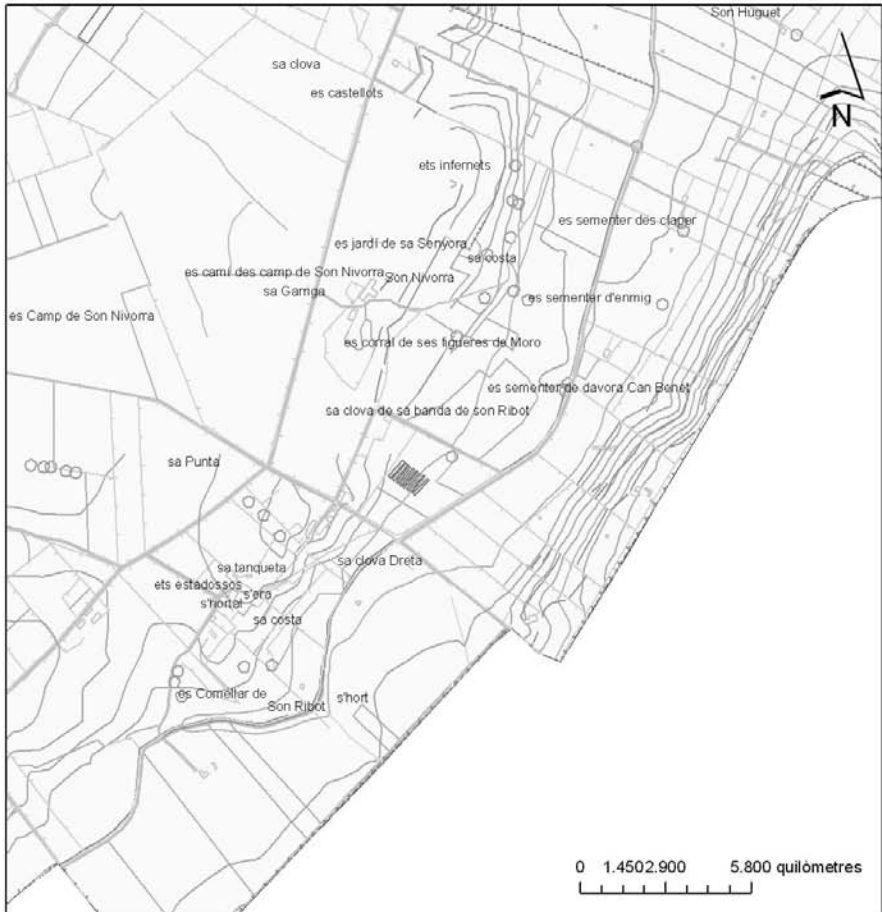 Son Huguet
sa clova
es castellots
N
ets infernets
es sementer des claper
es jardí de sa Senyora
sa costa
es camí des camp de Son Nivorra
Son Nivorra
sa Garriga
es sementer d'enmig
es Camp de Son Nivorra
es corral de ses figueres de Moro
es sementer de davora Can Benet
sa clova de sa banda de son Ribot
sa Punta
sa clova Dreta
sa tanqueta
ets estadossos
s'era
s'hortal
sa costa
es Comellar de
Son Ribot
s'hort
0 1.4502.900 5.800 quilòmetres